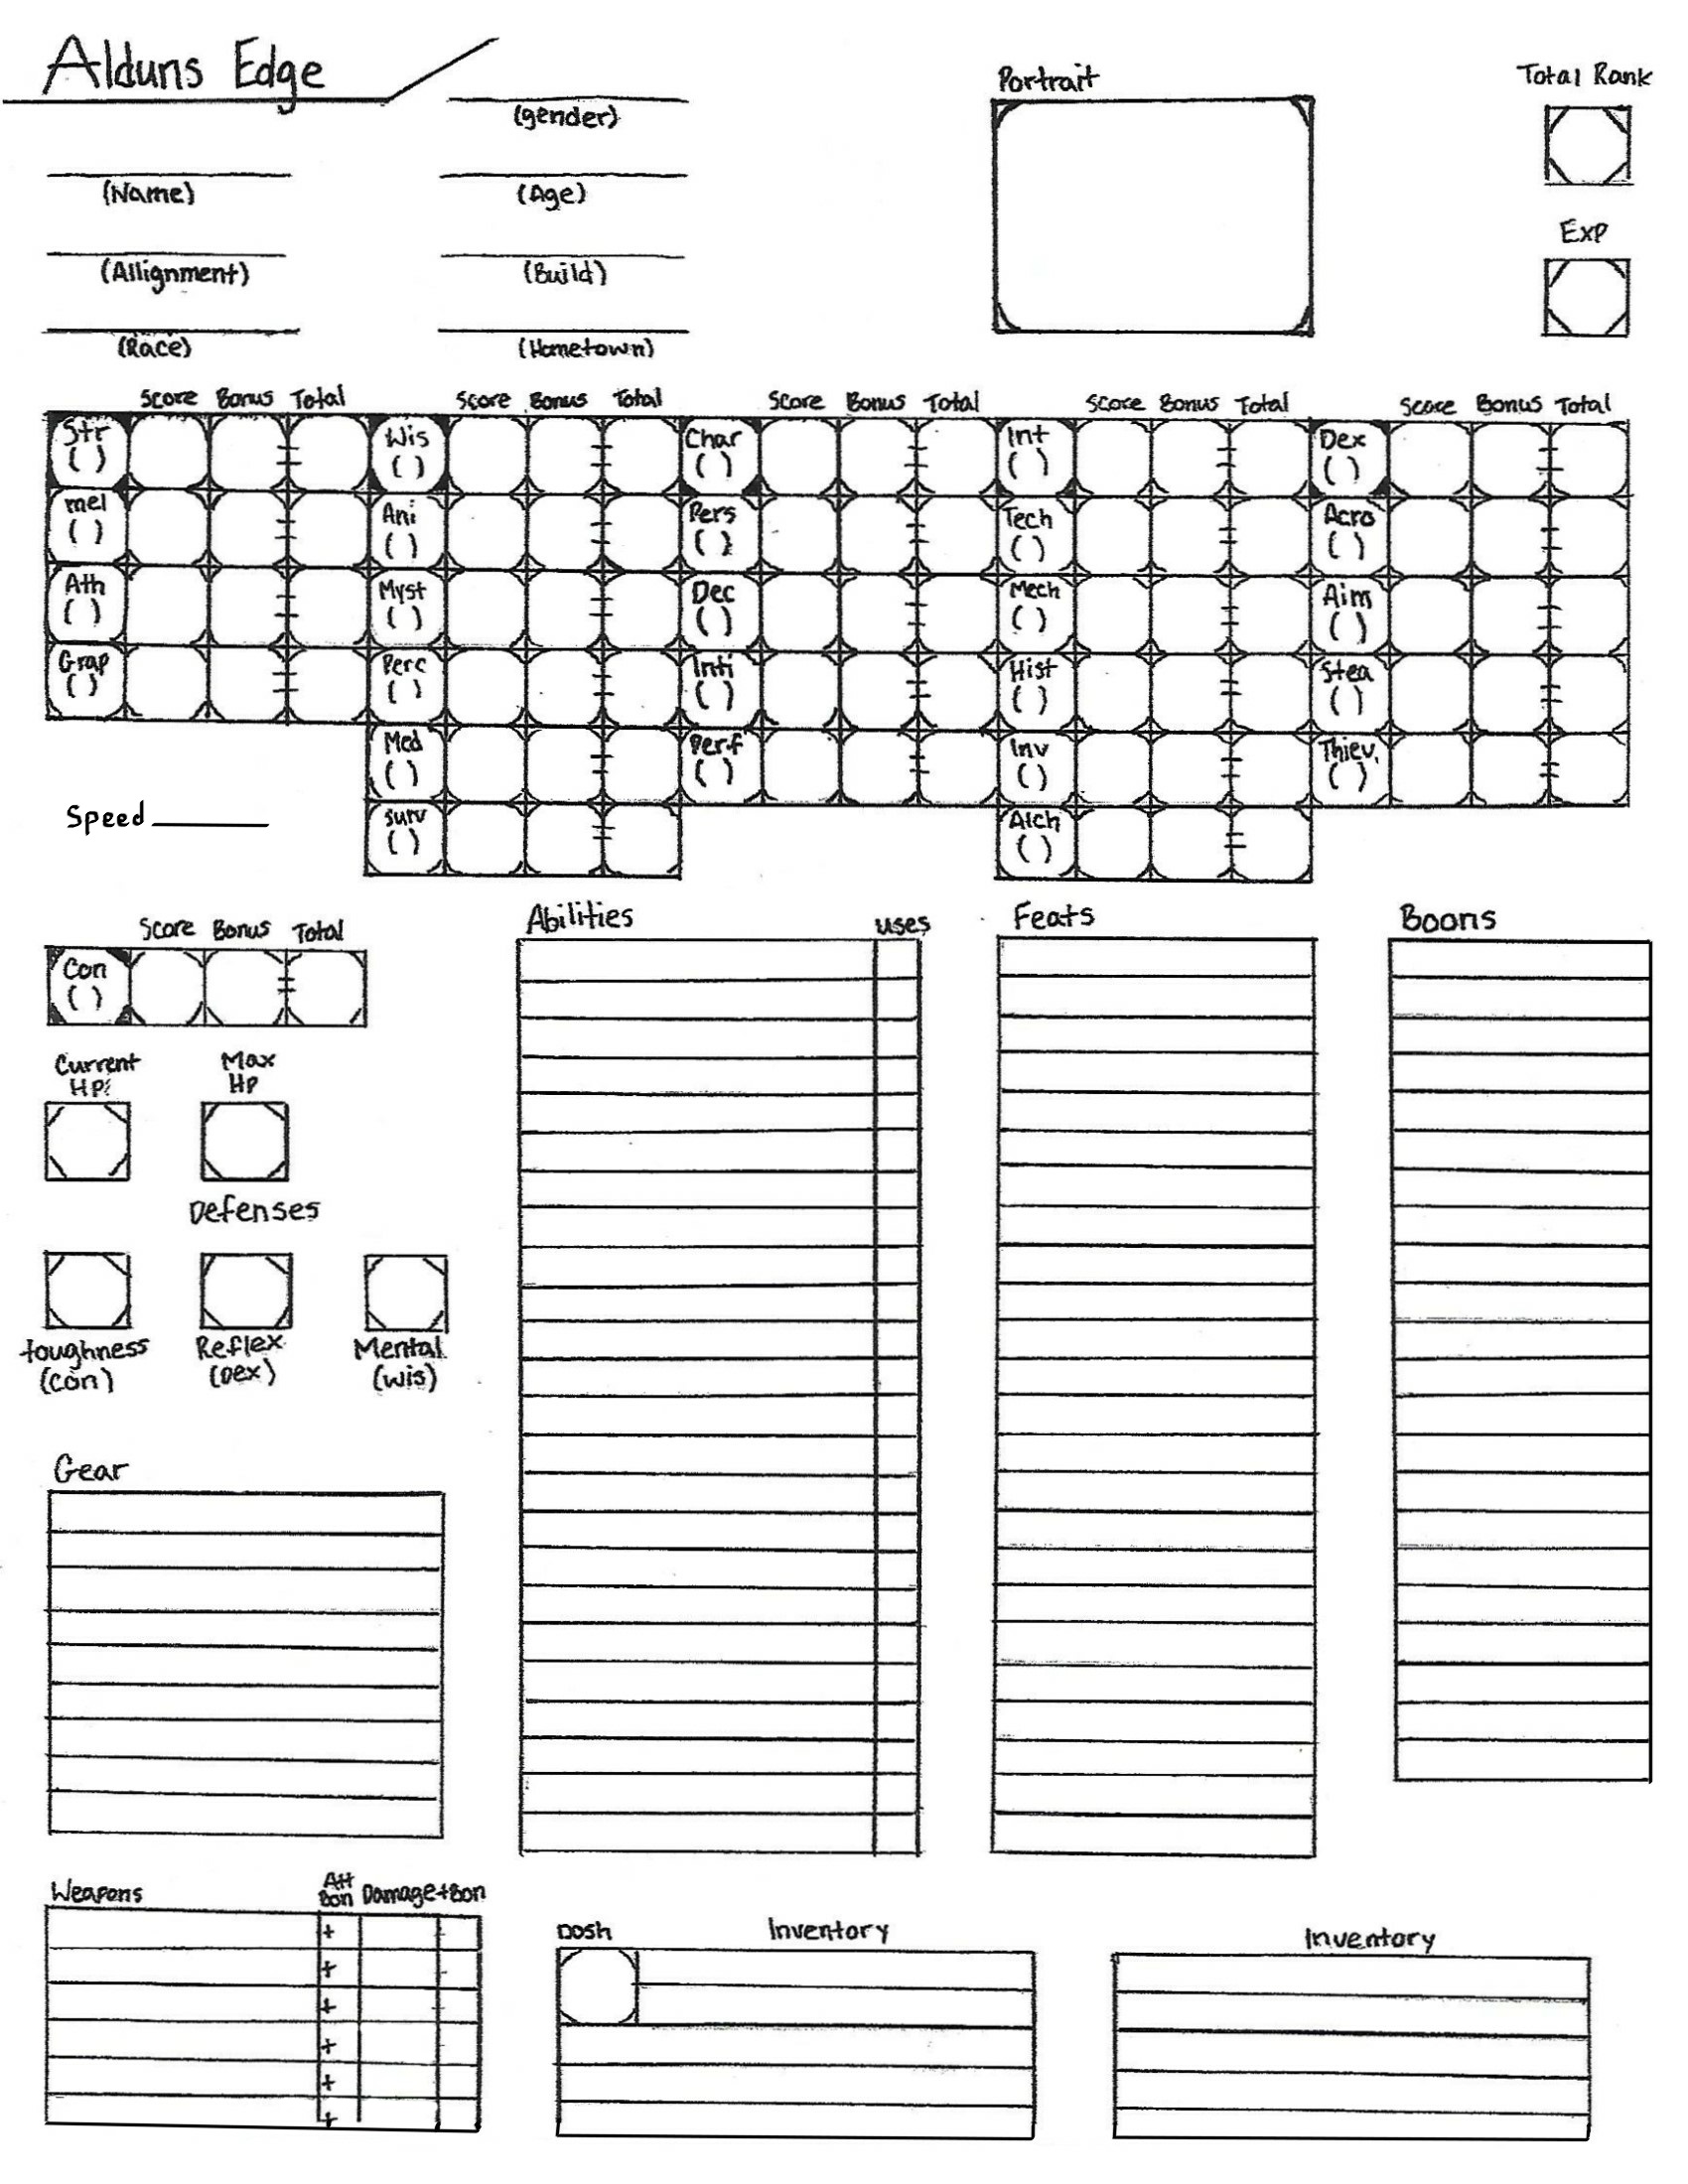 Alduns Edge
(gender)
Portrait
Total Rank
(Name)
(Age)
Exp
(Allignment)
(Build)
(Race)
(Hometown)
Score Bonus Total Score Bonus Total Score Bonus Total Score Bonus Total Score Bonus Total
Str Wis Char Int Dex
( ) ( ) ( ) ( ) ( )
mel Ani Pers Tech Acro
( ) ( ) ( ) ( ) ( )
Ath Myst Dec Mech Aim
( ) ( ) ( ) ( ) ( )
Grap Perc Inti Hist Stea
( ) ( ) ( ) ( ) ( )
Med Perf Inv Thiev.
( ) ( ) ( ) ( )
Speed
Surv Alch
( ) ( )
Score Bonus Total
Con
( )
Current HP:
Max HP
Defenses
toughness (con)
Reflex (Dex)
Mental (wis)
Abilities uses
Feats
Boons
Gear
Weapons Att Bon Damage+Bon
+
+
+
+
+
+
Dosh Inventory
Inventory